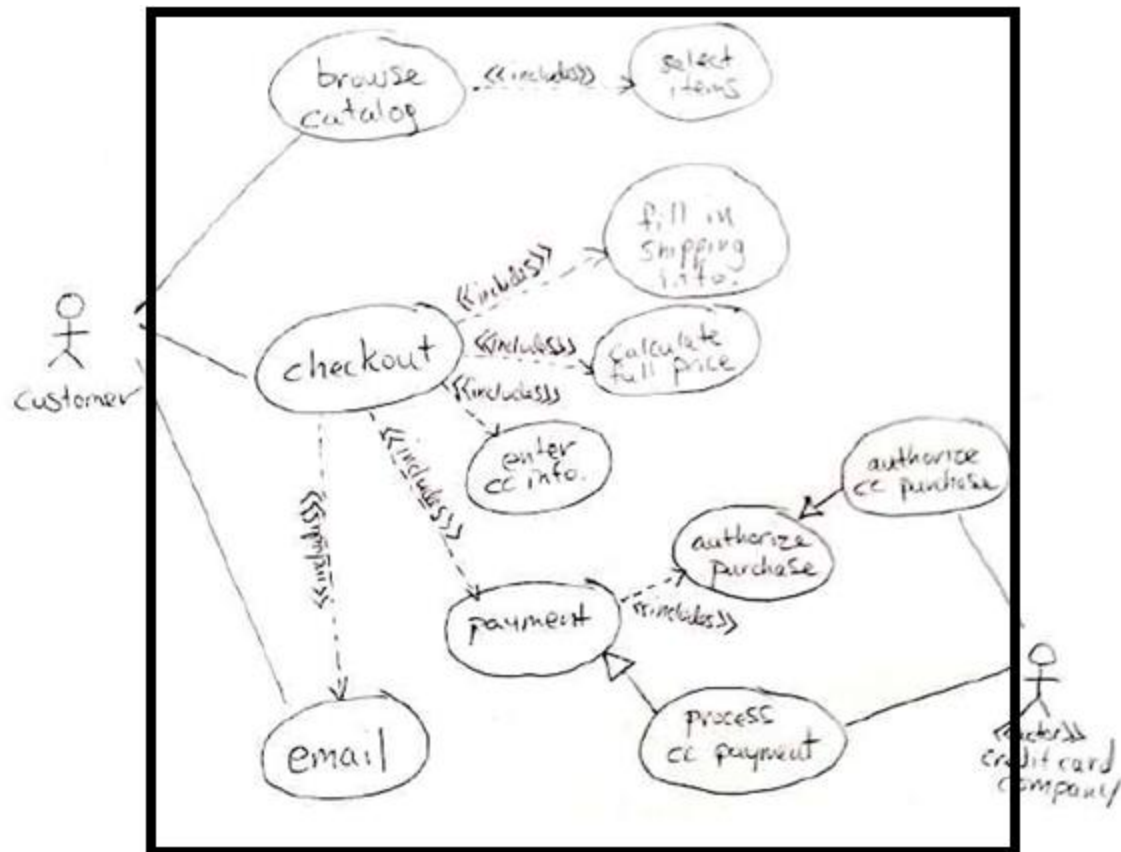 browse
catalog
<<includes>>
select
items
fill in
shipping
info.
<<includes>>
checkout
<<includes>>
calculate
full price
<<includes>>
customer
<<includes>>
enter
cc info.
authorize
cc purchase
<<includes>>
authorize
purchase
payment
<<includes>>
process
cc payment
email
<<actor>>
credit card
company